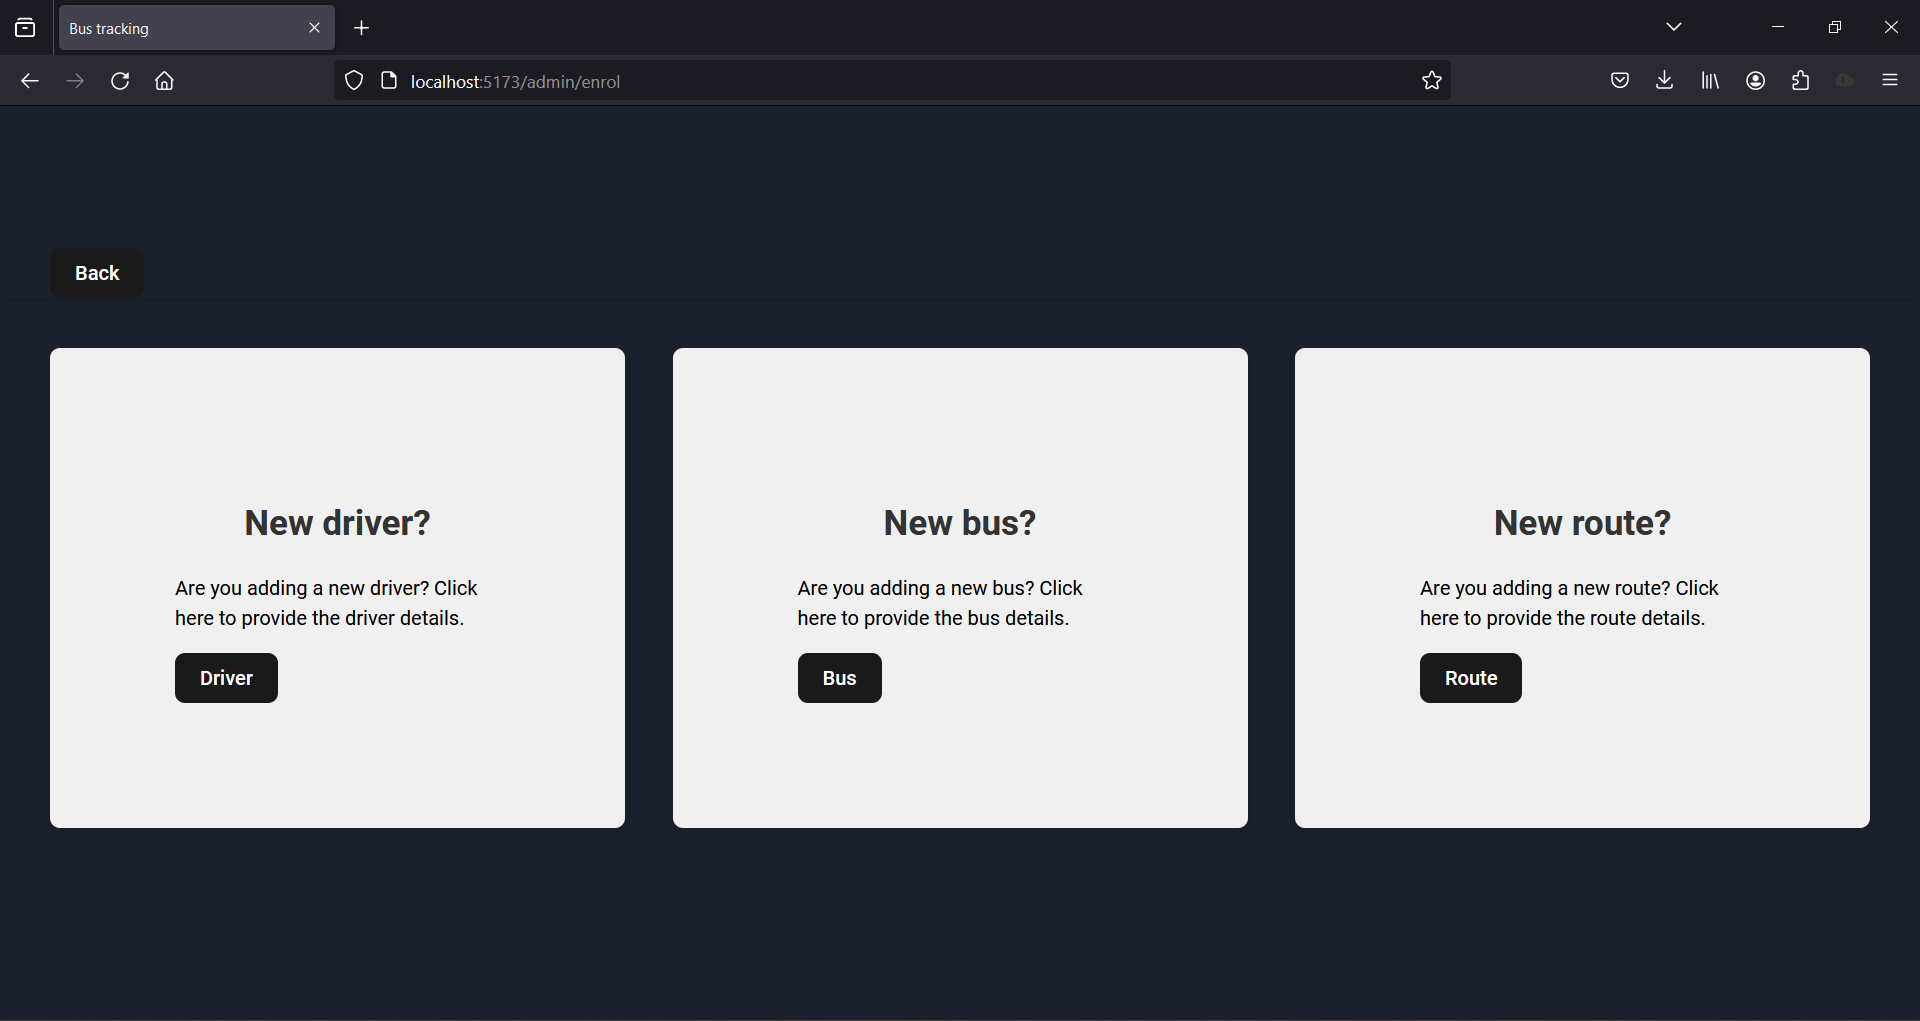 Bus tracking
localhost:5173/admin/enrol
Back
New driver?
Are you adding a new driver? Click
here to provide the driver details.
Driver
New bus?
Are you adding a new bus? Click
here to provide the bus details.
Bus
New route?
Are you adding a new route? Click
here to provide the route details.
Route